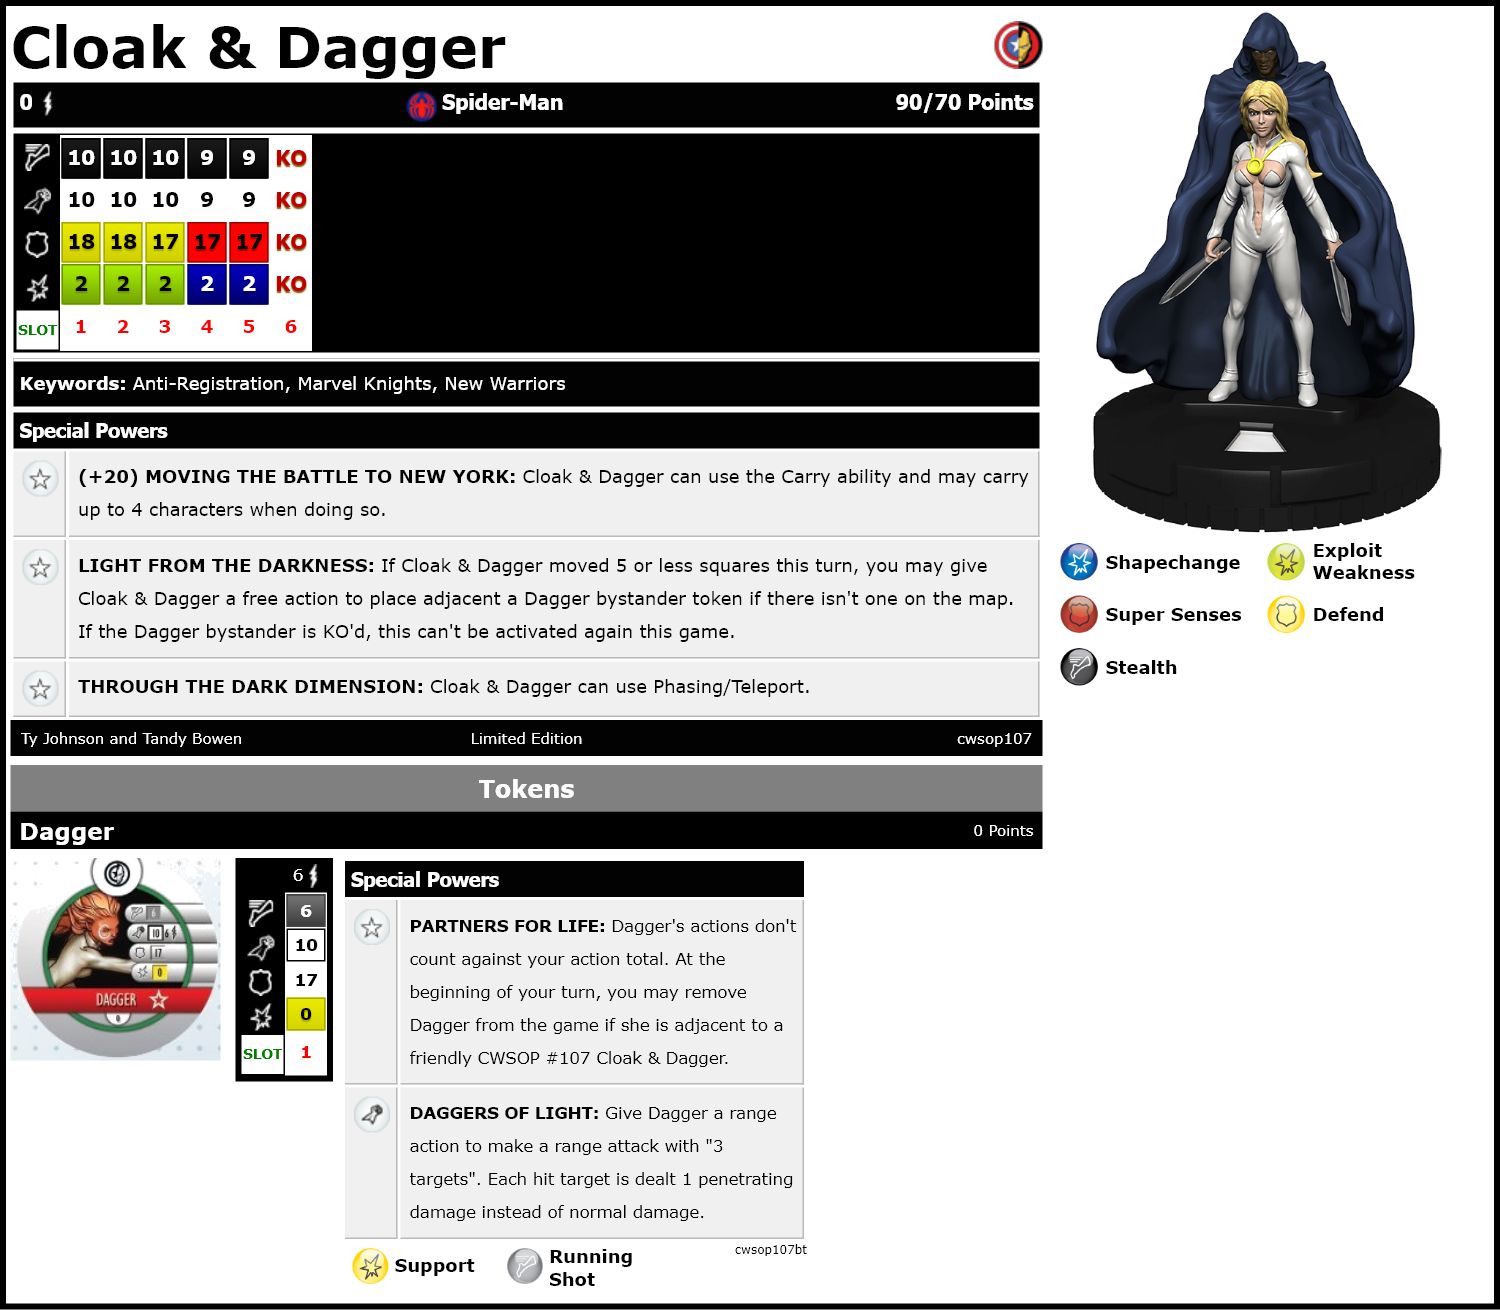 Cloak & Dagger
0 Spider-Man 90/70 Points
10 10 10 9 9 KO
10 10 10 9 9 KO
18 18 17 17 17 KO
2 2 2 2 2 KO
SLOT 1 2 3 4 5 6
Keywords: Anti-Registration, Marvel Knights, New Warriors
Special Powers
(+20) MOVING THE BATTLE TO NEW YORK: Cloak & Dagger can use the Carry ability and may carry
up to 4 characters when doing so.
LIGHT FROM THE DARKNESS: If Cloak & Dagger moved 5 or less squares this turn, you may give
Cloak & Dagger a free action to place adjacent a Dagger bystander token if there isn't one on the map.
If the Dagger bystander is KO'd, this can't be activated again this game.
THROUGH THE DARK DIMENSION: Cloak & Dagger can use Phasing/Teleport.
Ty Johnson and Tandy Bowen Limited Edition cwsop107
Shapechange Exploit
Weakness
Super Senses Defend
Stealth
Tokens
Dagger 0 Points
6
10 6
17
0
DAGGER
0
6
6
10
17
0
SLOT 1
Special Powers
PARTNERS FOR LIFE: Dagger's actions don't
count against your action total. At the
beginning of your turn, you may remove
Dagger from the game if she is adjacent to a
friendly CWSOP #107 Cloak & Dagger.
DAGGERS OF LIGHT: Give Dagger a range
action to make a range attack with "3
targets". Each hit target is dealt 1 penetrating
damage instead of normal damage.
cwsop107bt
Support Running
Shot